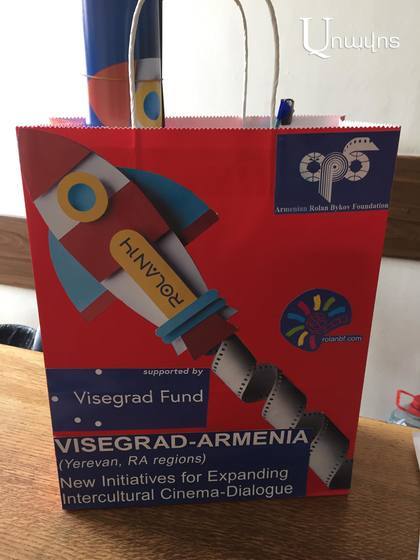 Առավոտ
Armenian Rolan Bykov Foundation
ROLAN14
rolanbf.com
supported by
Visegrad Fund
VISEGRAD-ARMENIA
(Yerevan, RA regions)
New Initiatives for Expanding
Intercultural Cinema-Dialogue